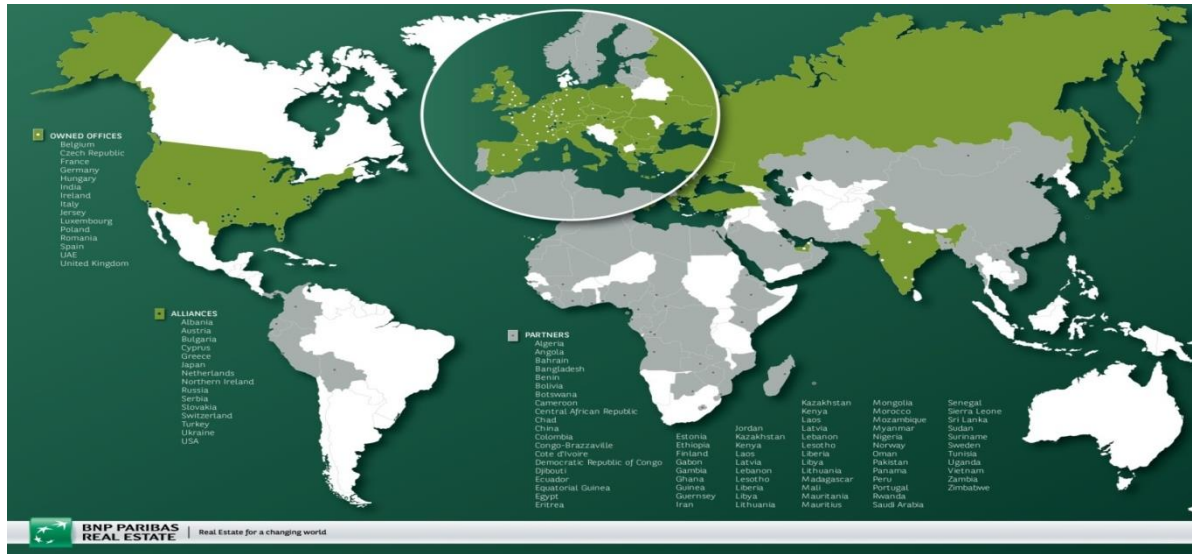 OWNED OFFICES
Belgium
Czech Republic
France
Germany
Hungary
India
Ireland
Italy
Jersey
Luxembourg
Poland
Romania
Spain
UAE
United Kingdom
ALLIANCES
Albania
Austria
Bulgaria
Cyprus
Greece
Japan
Netherlands
Northern Ireland
Russia
Serbia
Slovakia
Switzerland
Turkey
Ukraine
USA
PARTNERS
Algeria
Angola
Bahrain
Bangladesh
Benin
Bolivia
Botswana
Cameroon
Central African Republic
Chad
China
Colombia
Congo-Brazzaville
Cote d'Ivoire
Democratic Republic of Congo
Djibouti
Ecuador
Equatorial Guinea
Egypt
Eritrea
Estonia
Ethiopia
Finland
Gabon
Gambia
Ghana
Guinea
Guernsey
Iran
Jordan
Kazakhstan
Kenya
Laos
Latvia
Lebanon
Lesotho
Liberia
Libya
Lithuania
Kazakhstan
Kenya
Laos
Latvia
Lebanon
Lesotho
Liberia
Libya
Lithuania
Madagascar
Mali
Mauritania
Mauritius
Mongolia
Morocco
Mozambique
Myanmar
Nigeria
Norway
Oman
Pakistan
Panama
Peru
Portugal
Rwanda
Saudi Arabia
Senegal
Sierra Leone
Sri Lanka
Sudan
Suriname
Sweden
Tunisia
Uganda
Vietnam
Zambia
Zimbabwe
BNP PARIBAS
REAL ESTATE
Real Estate for a changing world